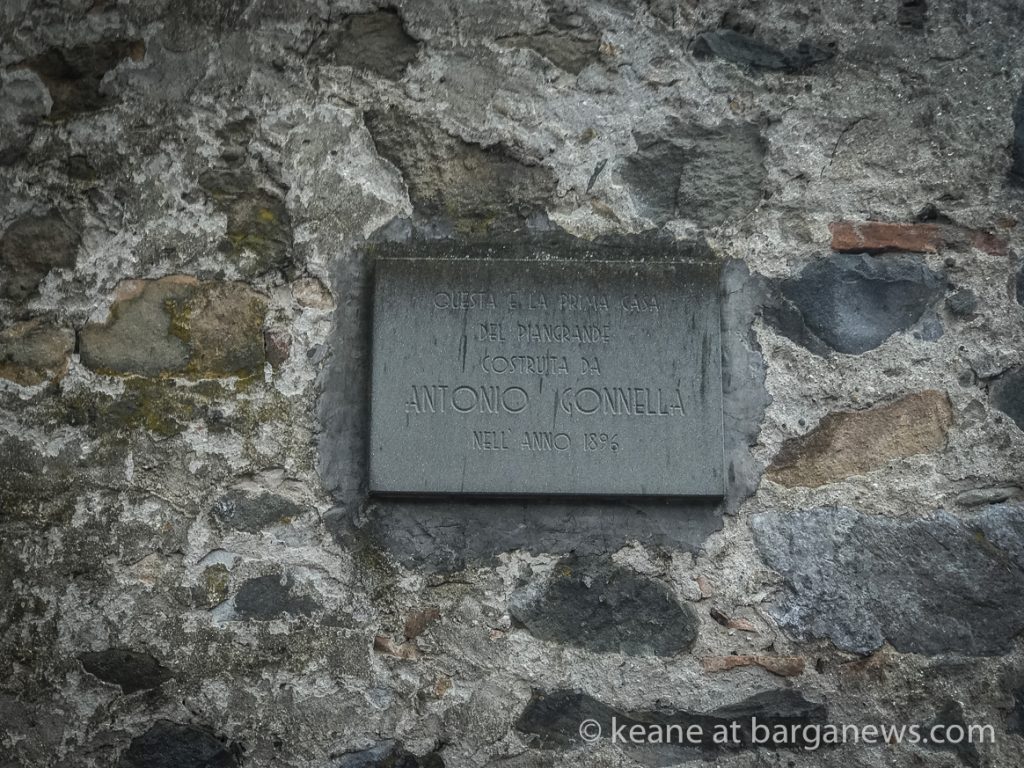 QUESTA E LA PRIMA CASA
DEL PIANGRANDE
COSTRUITA DA
ANTONIO GONNELLA
NELL' ANNO 1896
© keane at barganews.com